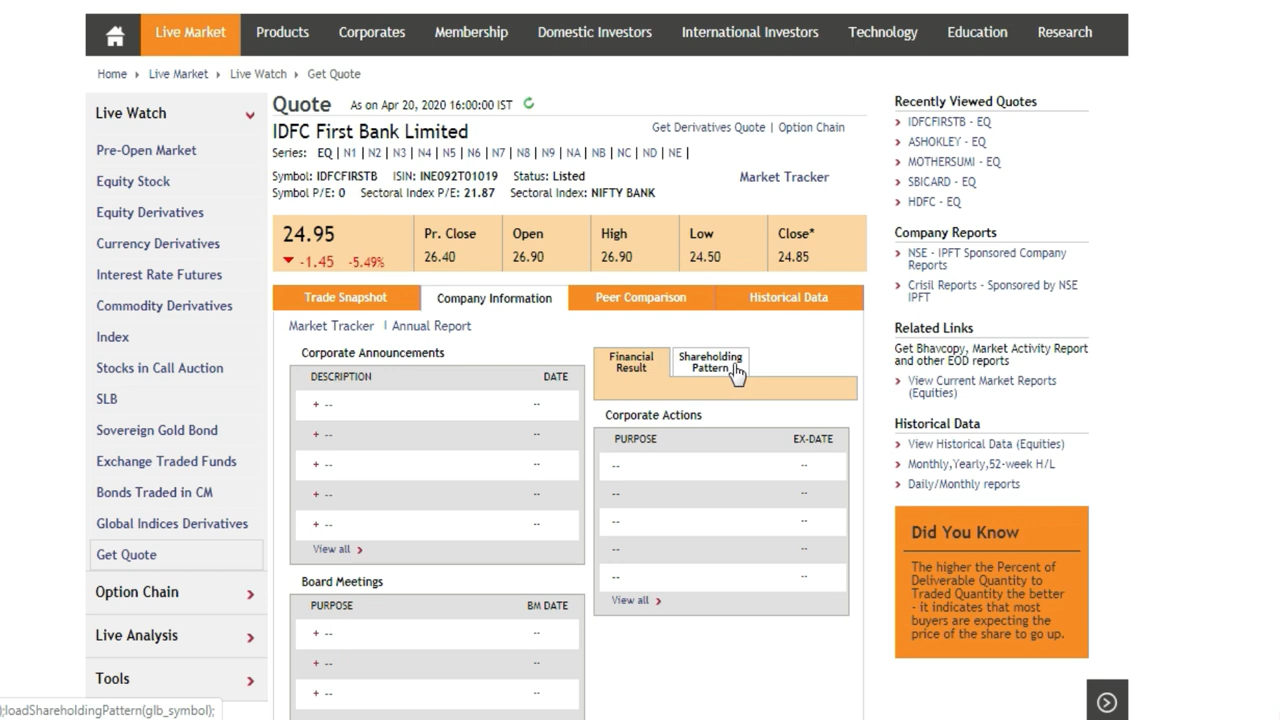 Live Market Products Corporates Membership Domestic Investors International Investors Technology Education Research
Home Live Market Live Watch Get Quote
Live Watch
Pre-Open Market
Equity Stock
Equity Derivatives
Currency Derivatives
Interest Rate Futures
Commodity Derivatives
Index
Stocks in Call Auction
SLB
Sovereign Gold Bond
Exchange Traded Funds
Bonds Traded in CM
Global Indices Derivatives
Get Quote
Option Chain
Live Analysis
Tools
Quote As on Apr 20, 2020 16:00:00 IST
IDFC First Bank Limited
Get Derivatives Quote | Option Chain
Series: EQ | N1 | N2 | N3 | N4 | N5 | N6 | N7 | N8 | N9 | NA | NB | NC | ND | NE |
Symbol: IDFCFIRSTB ISIN: INE092T01019 Status: Listed
Market Tracker
Symbol P/E: 0 Sectoral Index P/E: 21.87 Sectoral Index: NIFTY BANK
24.95 Pr. Close Open High Low Close*
-1.45 -5.49% 26.40 26.90 26.90 24.50 24.85
Trade Snapshot Company Information Peer Comparison Historical Data
Market Tracker | Annual Report
Corporate Announcements
DESCRIPTION DATE
+ -- --
+ -- --
+ -- --
+ -- --
+ -- --
View all
Board Meetings
PURPOSE BM DATE
+ --
+ --
+ --
Financial
Result
Shareholding
Pattern
Corporate Actions
PURPOSE EX-DATE
-- --
-- --
-- --
-- --
-- --
View all
Recently Viewed Quotes
IDFCFIRSTB - EQ
ASHOKLEY - EQ
MOTHERSUMI - EQ
SBICARD - EQ
HDFC - EQ
Company Reports
NSE - IPFT Sponsored Company
Reports
Crisil Reports - Sponsored by NSE
IPFT
Related Links
Get Bhavcopy, Market Activity Report
and other EOD reports
View Current Market Reports
(Equities)
Historical Data
View Historical Data (Equities)
Monthly,Yearly,52-week H/L
Daily/Monthly reports
Did You Know
The higher the Percent of
Deliverable Quantity to
Traded Quantity the better
- it indicates that most
buyers are expecting the
price of the share to go up.
);loadShareholdingPattern(glb_symbol);